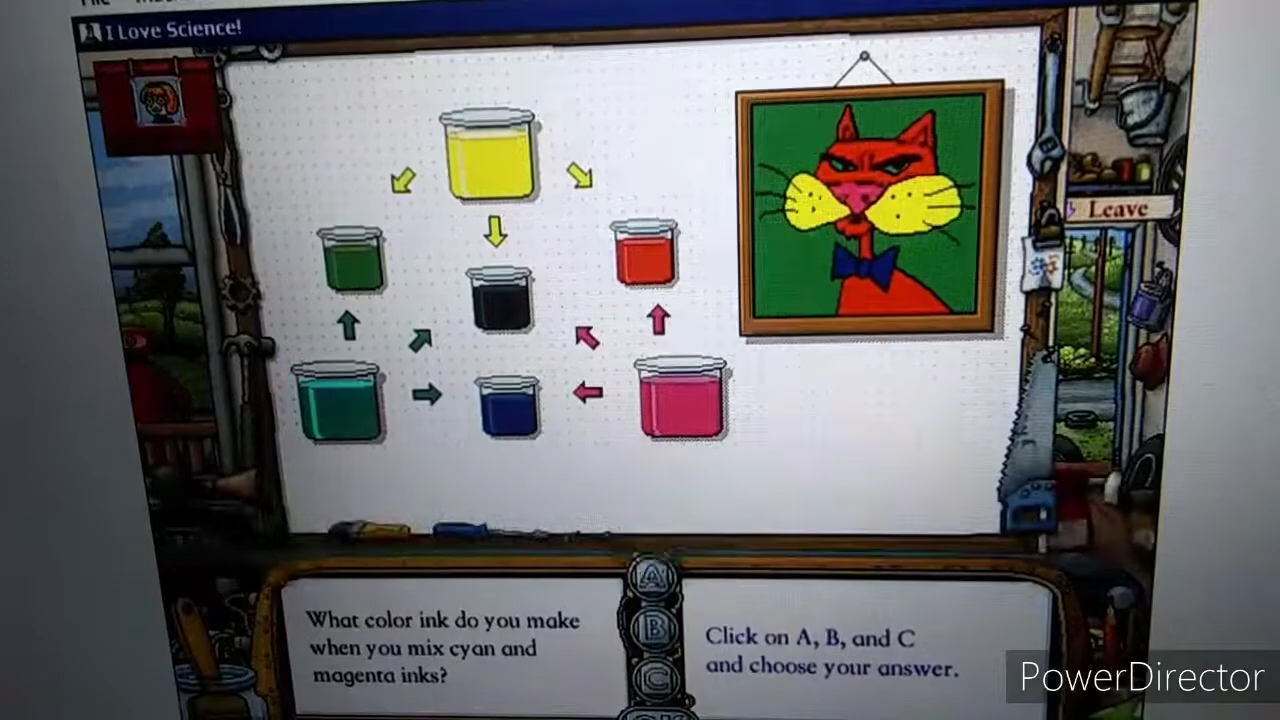 I Love Science!
Leave
What color ink do you make
when you mix cyan and
magenta inks?
A
B
C
Click on A, B, and C
and choose your answer.
PowerDirector